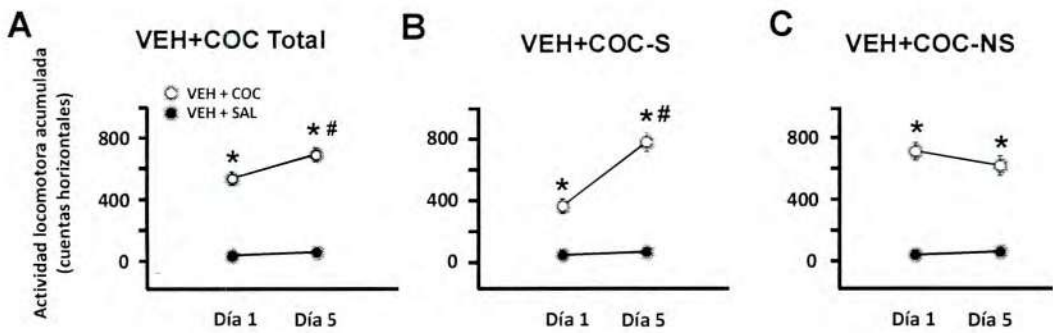 A
VEH+COC Total
B
VEH+COC-S
C
VEH+COC-NS
Actividad locomotora acumulada
(cuentas horizontales)
VEH + COC
VEH + SAL
800
400
0
*
* #
Día 1
Día 5
800
400
0
*
*#
Día 1
Día 5
800
400
0
*
*
Día 1
Día 5